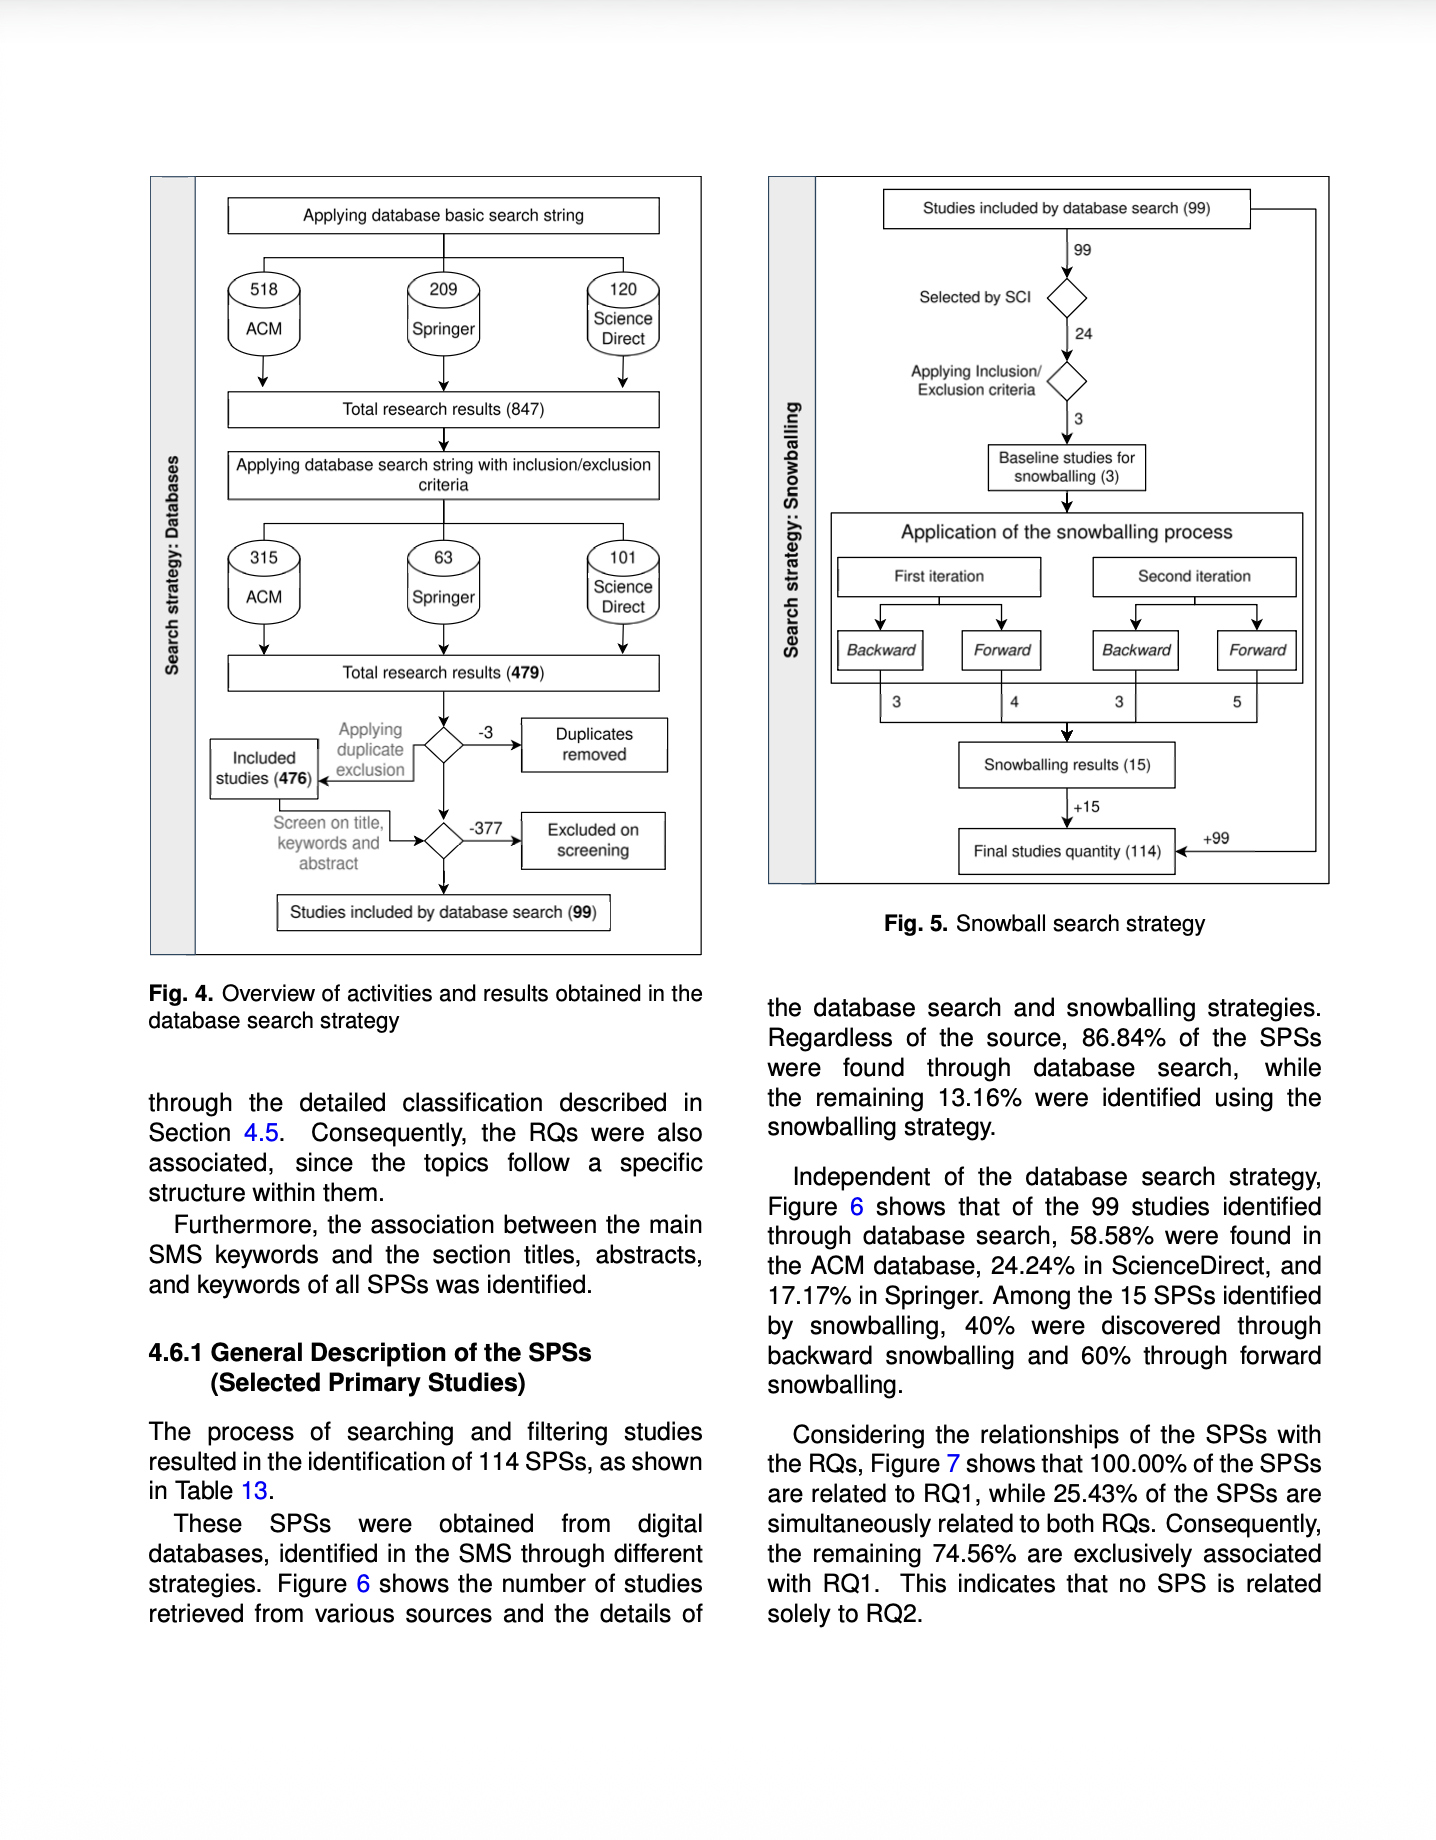 Search strategy: Databases
Applying database basic search string
518
ACM
209
Springer
120
Science
Direct
Total research results (847)
Applying database search string with inclusion/exclusion
criteria
315
ACM
63
Springer
101
Science
Direct
Total research results (479)
Applying
duplicate
exclusion
-3
Duplicates
removed
Included
studies (476)
Screen on title,
keywords and
abstract
-377
Excluded on
screening
Studies included by database search (99)
Fig. 4. Overview of activities and results obtained in the
database search strategy
through the detailed classification described in
Section 4.5. Consequently, the RQs were also
associated, since the topics follow a specific
structure within them.
Furthermore, the association between the main
SMS keywords and the section titles, abstracts,
and keywords of all SPSs was identified.
4.6.1 General Description of the SPSs
(Selected Primary Studies)
The process of searching and filtering studies
resulted in the identification of 114 SPSs, as shown
in Table 13.
These SPSs were obtained from digital
databases, identified in the SMS through different
strategies. Figure 6 shows the number of studies
retrieved from various sources and the details of
Search strategy: Snowballing
Studies included by database search (99)
99
Selected by SCI
24
Applying Inclusion/
Exclusion criteria
3
Baseline studies for
snowballing (3)
Application of the snowballing process
First iteration
Second iteration
Backward
Forward
Backward
Forward
3
4
3
5
Snowballing results (15)
+15
+99
Final studies quantity (114)
Fig. 5. Snowball search strategy
the database search and snowballing strategies.
Regardless of the source, 86.84% of the SPSs
were found through database search, while
the remaining 13.16% were identified using the
snowballing strategy.
Independent of the database search strategy,
Figure 6 shows that of the 99 studies identified
through database search, 58.58% were found in
the ACM database, 24.24% in ScienceDirect, and
17.17% in Springer. Among the 15 SPSs identified
by snowballing, 40% were discovered through
backward snowballing and 60% through forward
snowballing.
Considering the relationships of the SPSs with
the RQs, Figure 7 shows that 100.00% of the SPSs
are related to RQ1, while 25.43% of the SPSs are
simultaneously related to both RQs. Consequently,
the remaining 74.56% are exclusively associated
with RQ1. This indicates that no SPS is related
solely to RQ2.